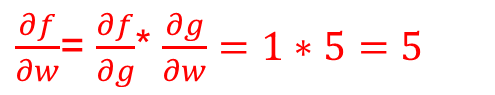 ∂f/∂w = ∂f/∂g * ∂g/∂w = 1 * 5 = 5